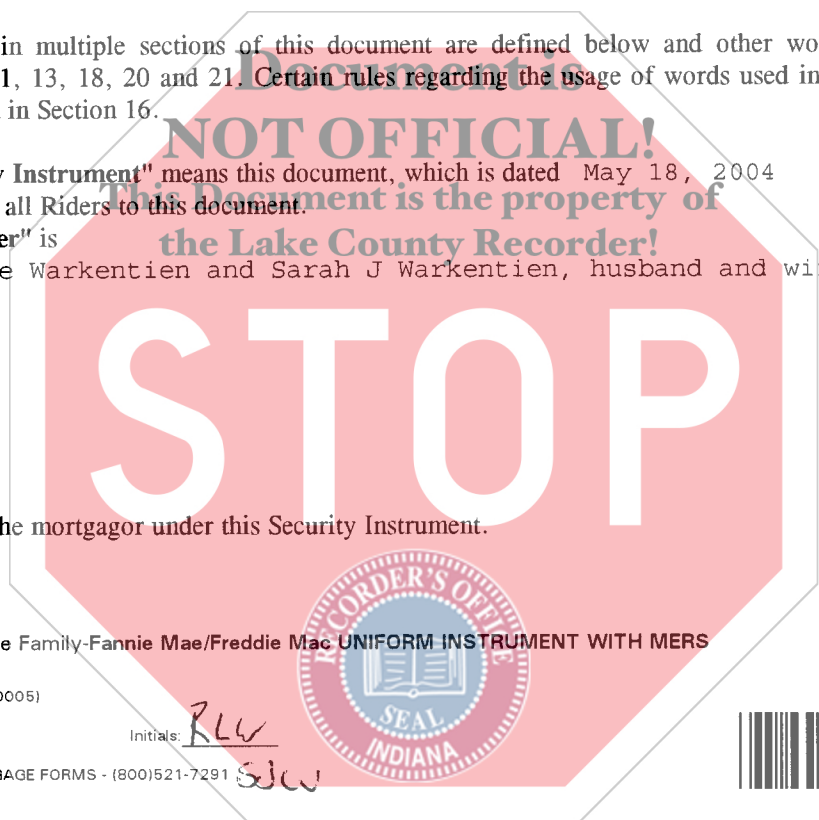 in multiple sections of this document are defined below and other wo
1, 13, 18, 20 and 21. Certain rules regarding the usage of words used in
in Section 16.
Document is
NOT OFFICIAL!
This Document is the property of
the Lake County Recorder!
Instrument" means this document, which is dated May 18, 2004
all Riders to this document.
er" is
e Warkentien and Sarah J Warkentien, husband and wi
STOP
he mortgagor under this Security Instrument.
RECORDER'S OFFICE
SEAL
INDIANA
e Family-Fannie Mae/Freddie Mac UNIFORM INSTRUMENT WITH MERS
0005)
Initials: RLW
GAGE FORMS - (800)521-7291 SJW